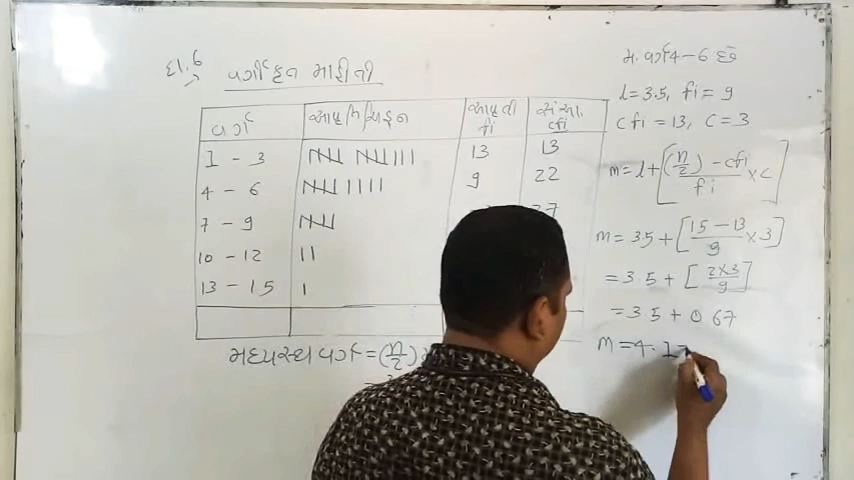 દા.6 વર્ગીકૃત માહીતી
વર્ગ આવૃત્તિચિહ્ન આવૃતી fi સંચ્યા. cfi
1 - 3 𝍸 𝍸 ||| 13 13
4 - 6 𝍸 |||| 9 22
7 - 9 𝍸 27
10 - 12 ||
13 - 15 |
મધ્યસ્થ વર્ગ = (n/2)
મ. વર્ગ 4-6 છે
l = 3.5, fi = 9
cfi = 13, c = 3
m = l + [(n/2) - cfi / fi × c]
m = 3.5 + [15 - 13 / 9 × 3]
= 3.5 + [2×3 / 9]
= 3.5 + 0 67
m = 4.17